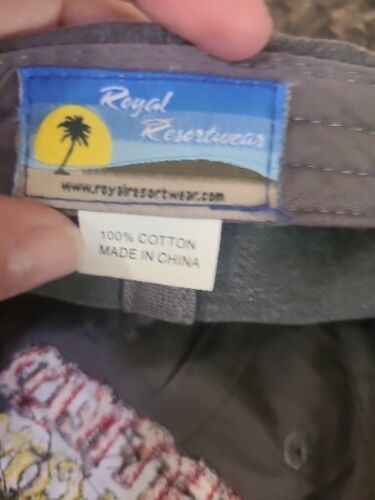 Royal
Resortwear
www.royalresortwear.com
100% COTTON
MADE IN CHINA